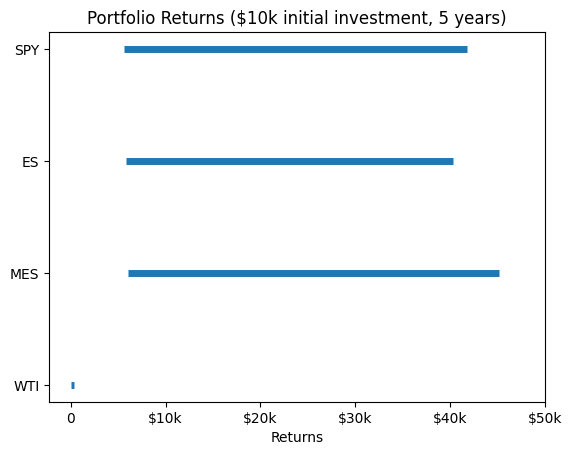 Portfolio Returns ($10k initial investment, 5 years)
SPY
ES
MES
WTI
0 $10k $20k $30k $40k $50k
Returns